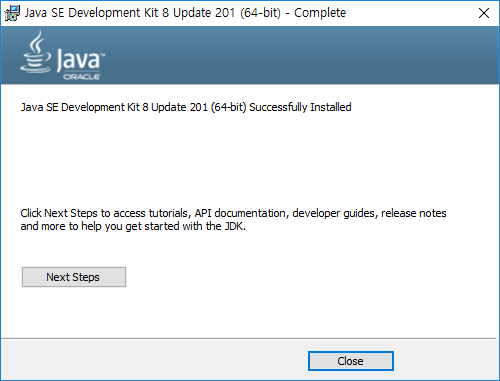 Java SE Development Kit 8 Update 201 (64-bit) - Complete
Java™
ORACLE
Java SE Development Kit 8 Update 201 (64-bit) Successfully Installed
Click Next Steps to access tutorials, API documentation, developer guides, release notes
and more to help you get started with the JDK.
Next Steps
Close